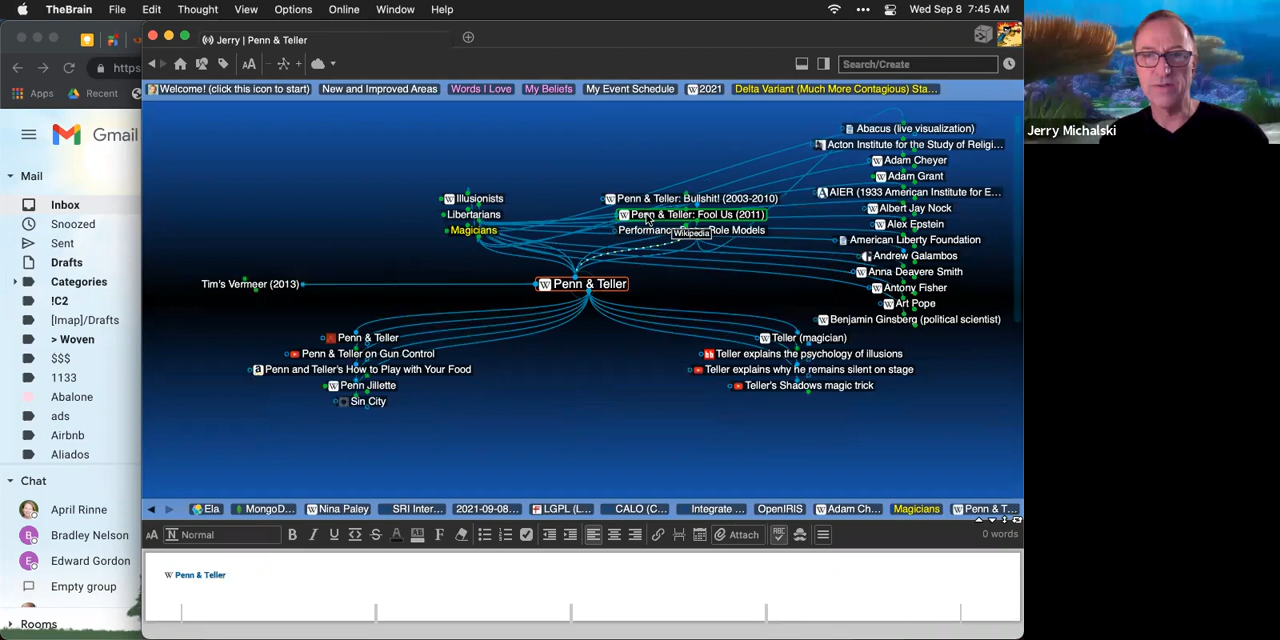 TheBrain File Edit Thought View Options Online Window Help Wed Sep 8 7:45 AM
Jerry | Penn & Teller
https
Search/Create
Apps Recent
Welcome! (click this icon to start) New and Improved Areas Words I Love My Beliefs My Event Schedule 2021 Delta Variant (Much More Contagious) Sta...
Gmail
Mail
Inbox
Snoozed
Sent
Drafts
Categories
!C2
[Imap]/Drafts
> Woven
$$$
1133
Abalone
ads
Airbnb
Aliados
Chat
April Rinne
Bradley Nelson
Edward Gordon
Empty group
Rooms
Illusionists
Libertarians
Magicians
Penn & Teller: Bullshit! (2003-2010)
Penn & Teller: Fool Us (2011)
Role Models
Wikipedia
Abacus (live visualization)
Acton Institute for the Study of Religi...
Adam Cheyer
Adam Grant
AIER (1933 American Institute for E...
Albert Jay Nock
Alex Epstein
American Liberty Foundation
Andrew Galambos
Anna Deavere Smith
Antony Fisher
Art Pope
Benjamin Ginsberg (political scientist)
Tim's Vermeer (2013)
Penn & Teller
Penn & Teller
Penn & Teller on Gun Control
Penn and Teller's How to Play with Your Food
Penn Jillette
Sin City
Teller (magician)
Teller explains the psychology of illusions
Teller explains why he remains silent on stage
Teller's Shadows magic trick
Ela MongoD... Nina Paley SRI Inter... 2021-09-08... LGPL (L... CALO (C... Integrate ... OpenIRIS Adam Ch... Magicians Penn & T...
Normal Attach 0 words
Penn & Teller
Jerry Michalski